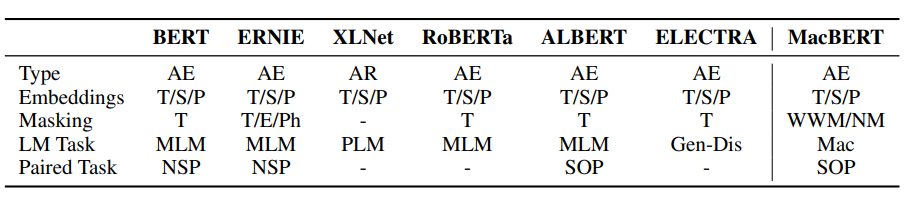 BERT ERNIE XLNet RoBERTa ALBERT ELECTRA MacBERT
Type AE AE AR AE AE AE AE
Embeddings T/S/P T/S/P T/S/P T/S/P T/S/P T/S/P T/S/P
Masking T T/E/Ph - T T T WWM/NM
LM Task MLM MLM PLM MLM MLM Gen-Dis Mac
Paired Task NSP NSP - - SOP - SOP